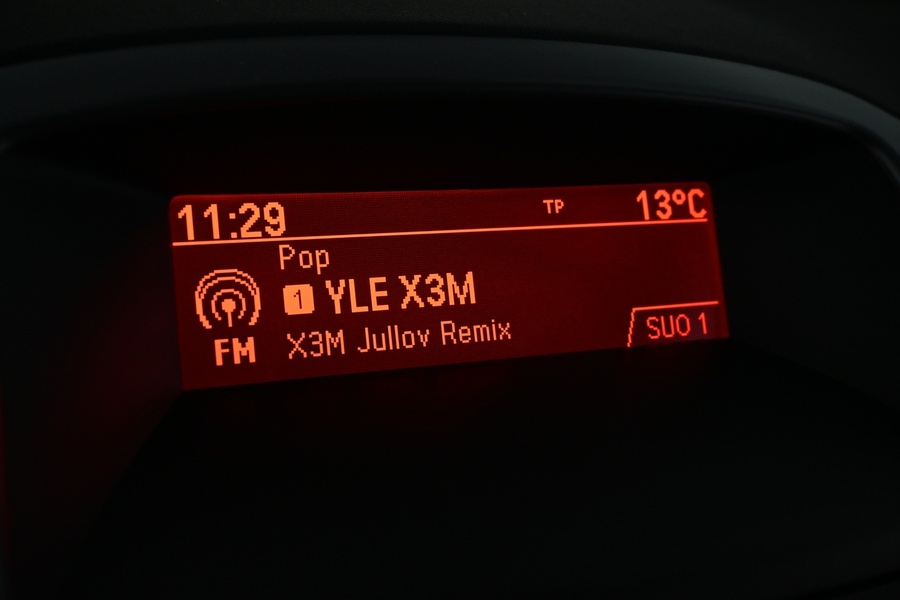 11:29 TP 13°C
Pop
1 YLE X3M
FM X3M Jullov Remix
SUO 1